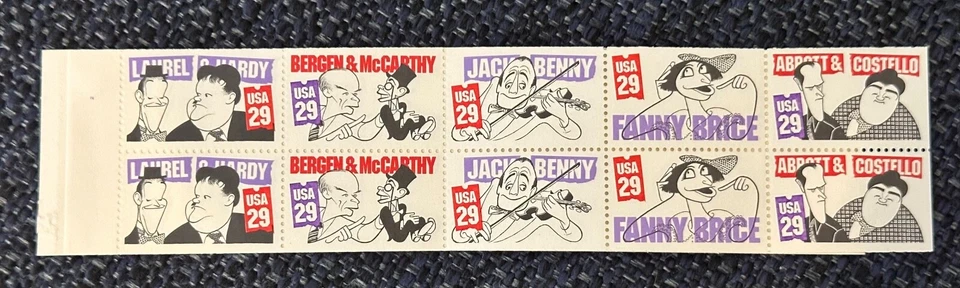 LAUREL & HARDY
USA
29
BERGEN & McCARTHY
USA
29
JACK BENNY
USA
29
USA
29
FANNY BRICE
ABBOTT & COSTELLO
USA
29
LAUREL & HARDY
USA
29
BERGEN & McCARTHY
USA
29
JACK BENNY
USA
29
USA
29
FANNY BRICE
ABBOTT & COSTELLO
USA
29